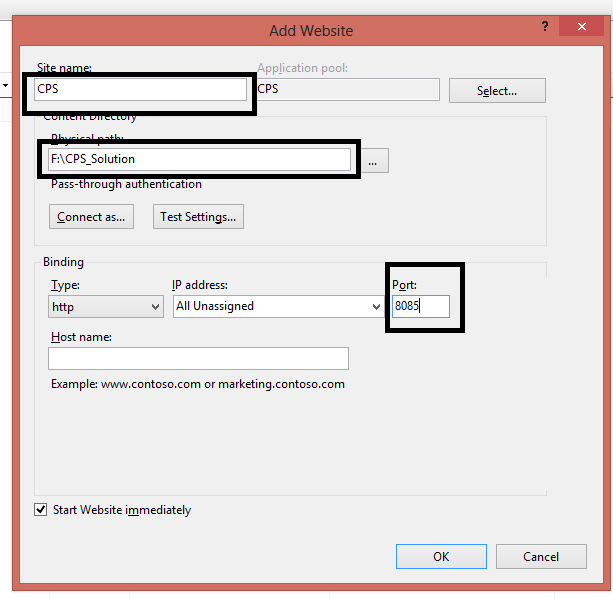 Add Website
?
Site name:
Application pool:
CPS
CPS
Select...
Content Directory
Physical path:
F:\CPS_Solution
...
Pass-through authentication
Connect as...
Test Settings...
Binding
Type:
IP address:
Port:
http
All Unassigned
8085
Host name:
Example: www.contoso.com or marketing.contoso.com
Start Website immediately
OK
Cancel